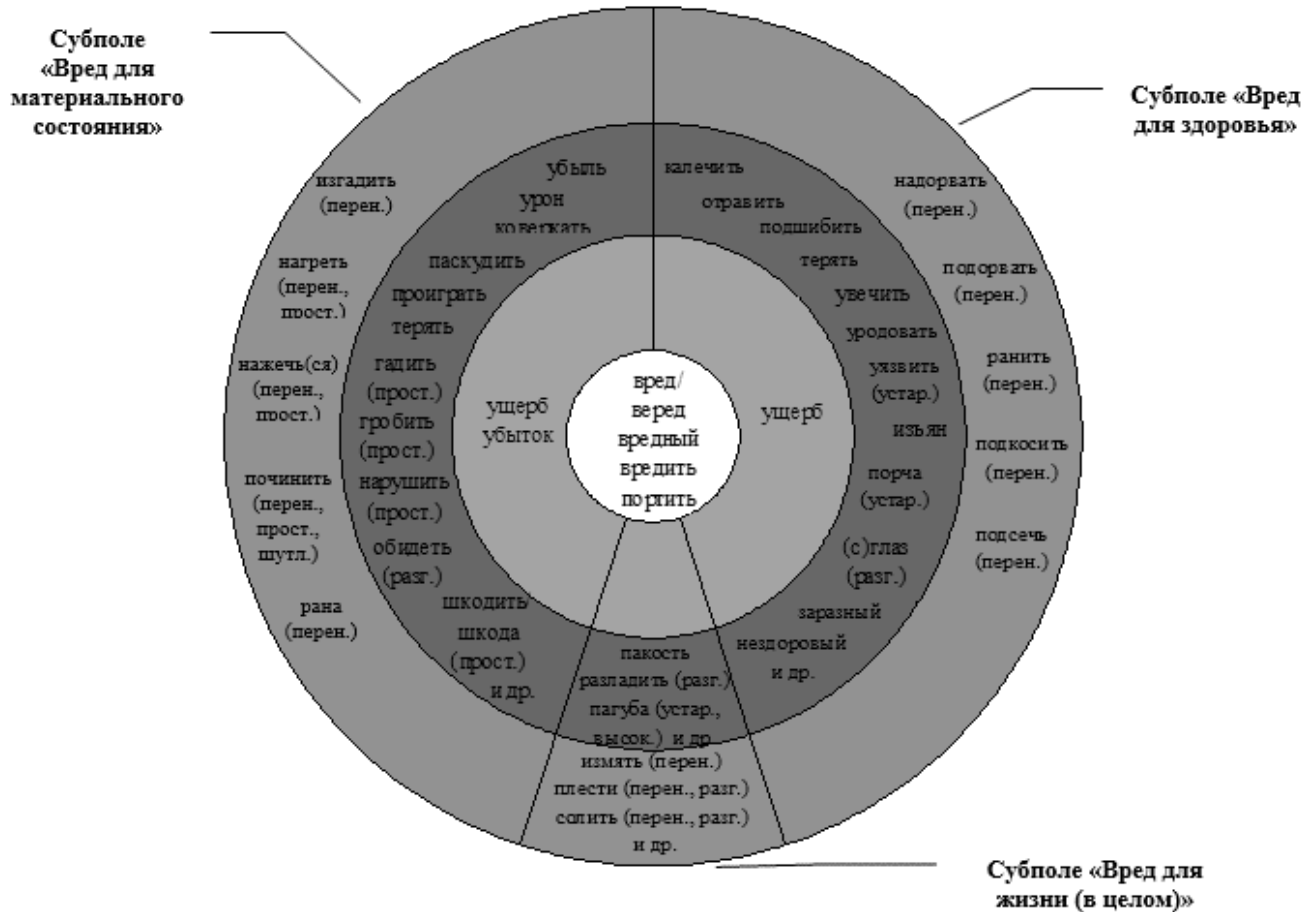 Субполе
«Вред для
материального
состояния»
Субполе «Вред
для здоровья»
изгадить
(перен.)
нагреть
(перен.,
прост.)
нажечь(ся)
(перен.,
прост.)
починить
(перен.,
прост.,
шутл.)
рана
(перен.)
убыль
урон
коверкать
паскудить
проиграть
терять
гадить
(прост.)
гробить
(прост.)
нарушить
(прост.)
обидеть
(разг.)
шкодить/
шкода
(прост.)
и др.
ущерб
убыток
вред/
веред
вредный
вредить
портить
ущерб
калечить
отравить
подшибить
терять
увечить
уродовать
уязвить
(устар.)
изъян
порча
(устар.)
(с)глаз
(разг.)
заразный
нездоровый
и др.
надорвать
(перен.)
подорвать
(перен.)
ранить
(перен.)
подкосить
(перен.)
подсечь
(перен.)
пакость
разладить (разг.)
пагуба (устар.,
высок.) и др
измять (перен.)
плести (перен., разг.)
солить (перен., разг.)
и др.
Субполе «Вред для
жизни (в целом)»